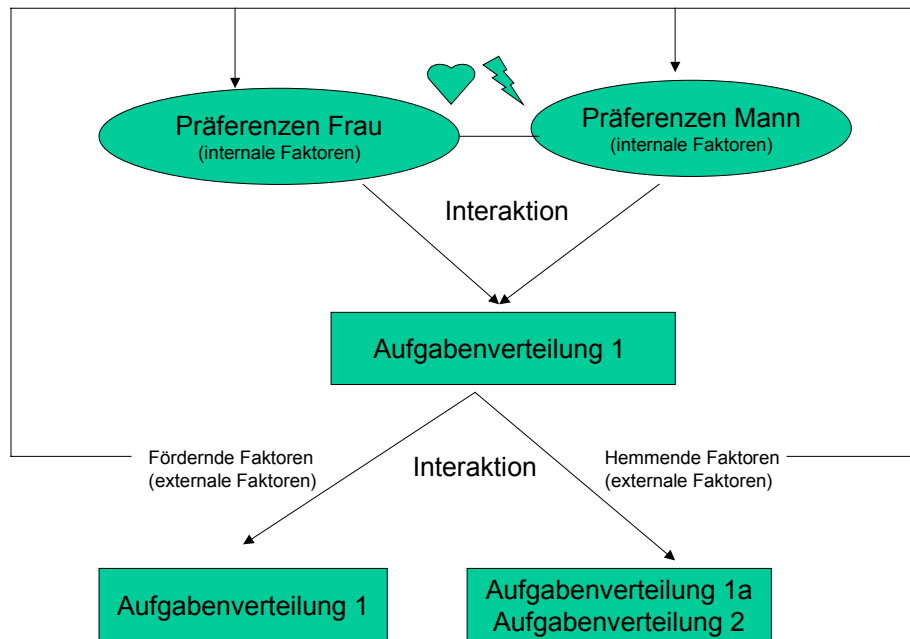 Präferenzen Frau
(internale Faktoren)
Präferenzen Mann
(internale Faktoren)
Interaktion
Aufgabenverteilung 1
Fördernde Faktoren
(externale Faktoren)
Interaktion
Hemmende Faktoren
(externale Faktoren)
Aufgabenverteilung 1
Aufgabenverteilung 1a
Aufgabenverteilung 2